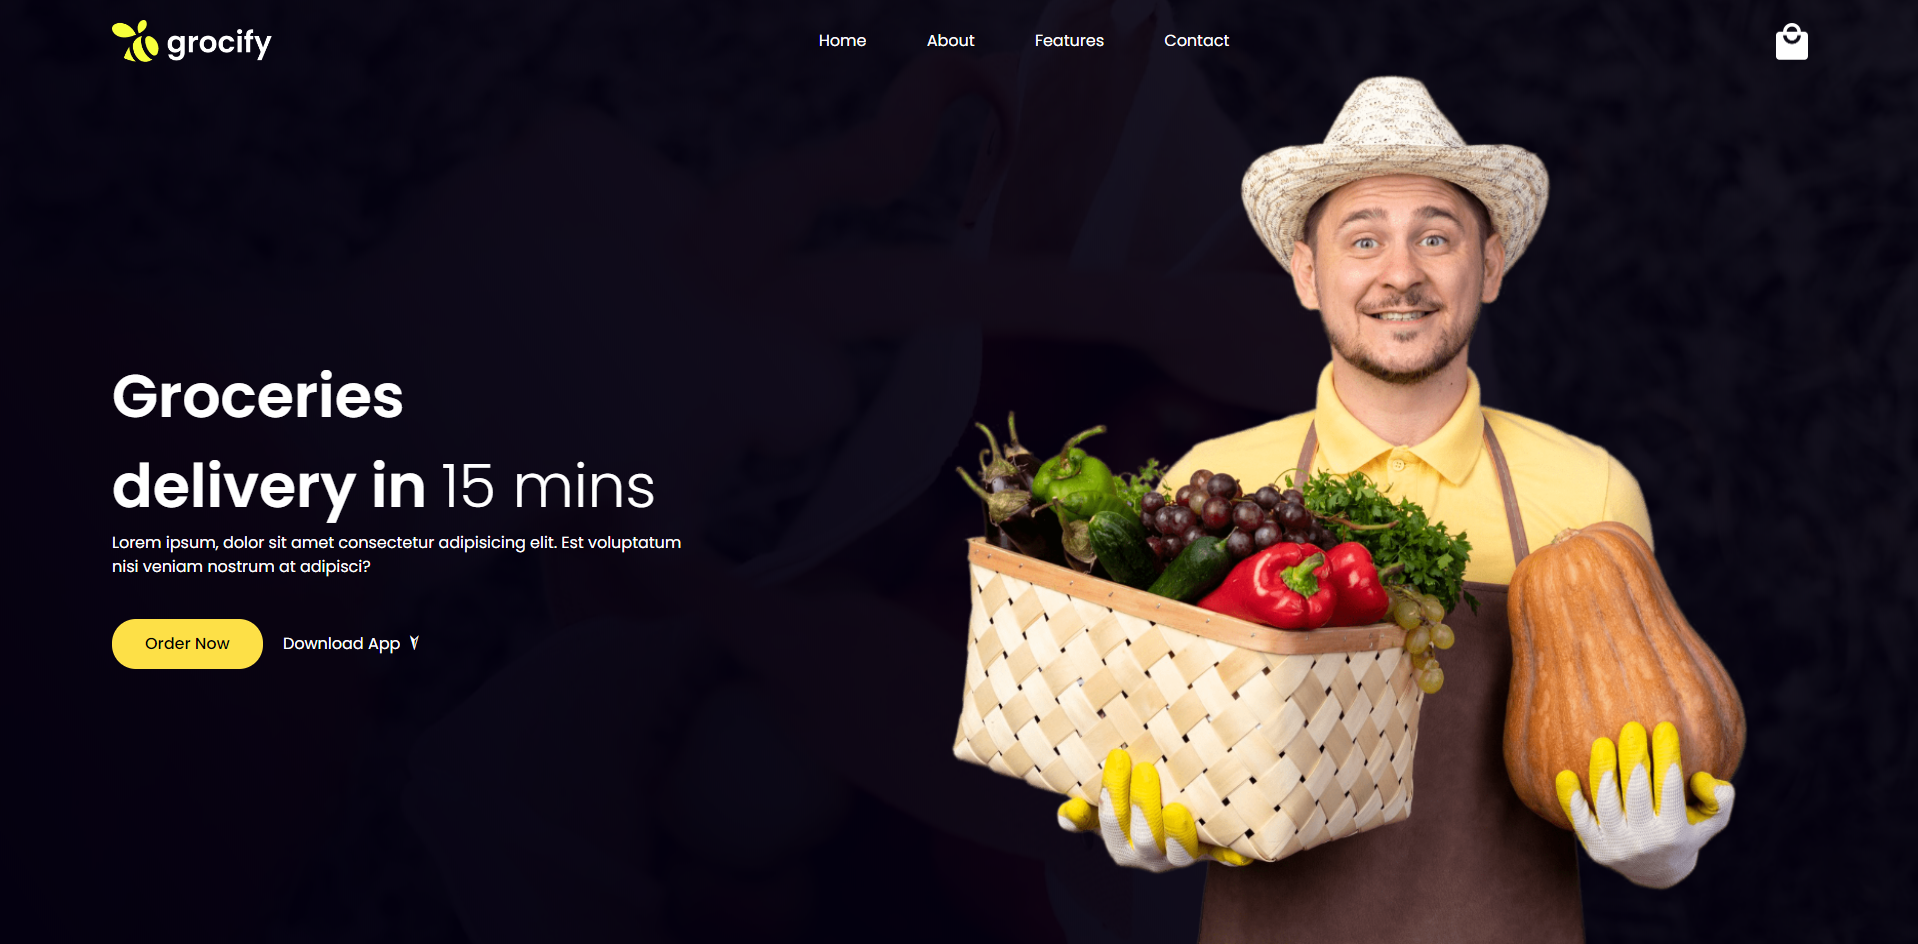 grocify
Home
About
Features
Contact
Groceries
delivery in 15 mins
Lorem ipsum, dolor sit amet consectetur adipisicing elit. Est voluptatum
nisi veniam nostrum at adipisci?
Order Now
Download App